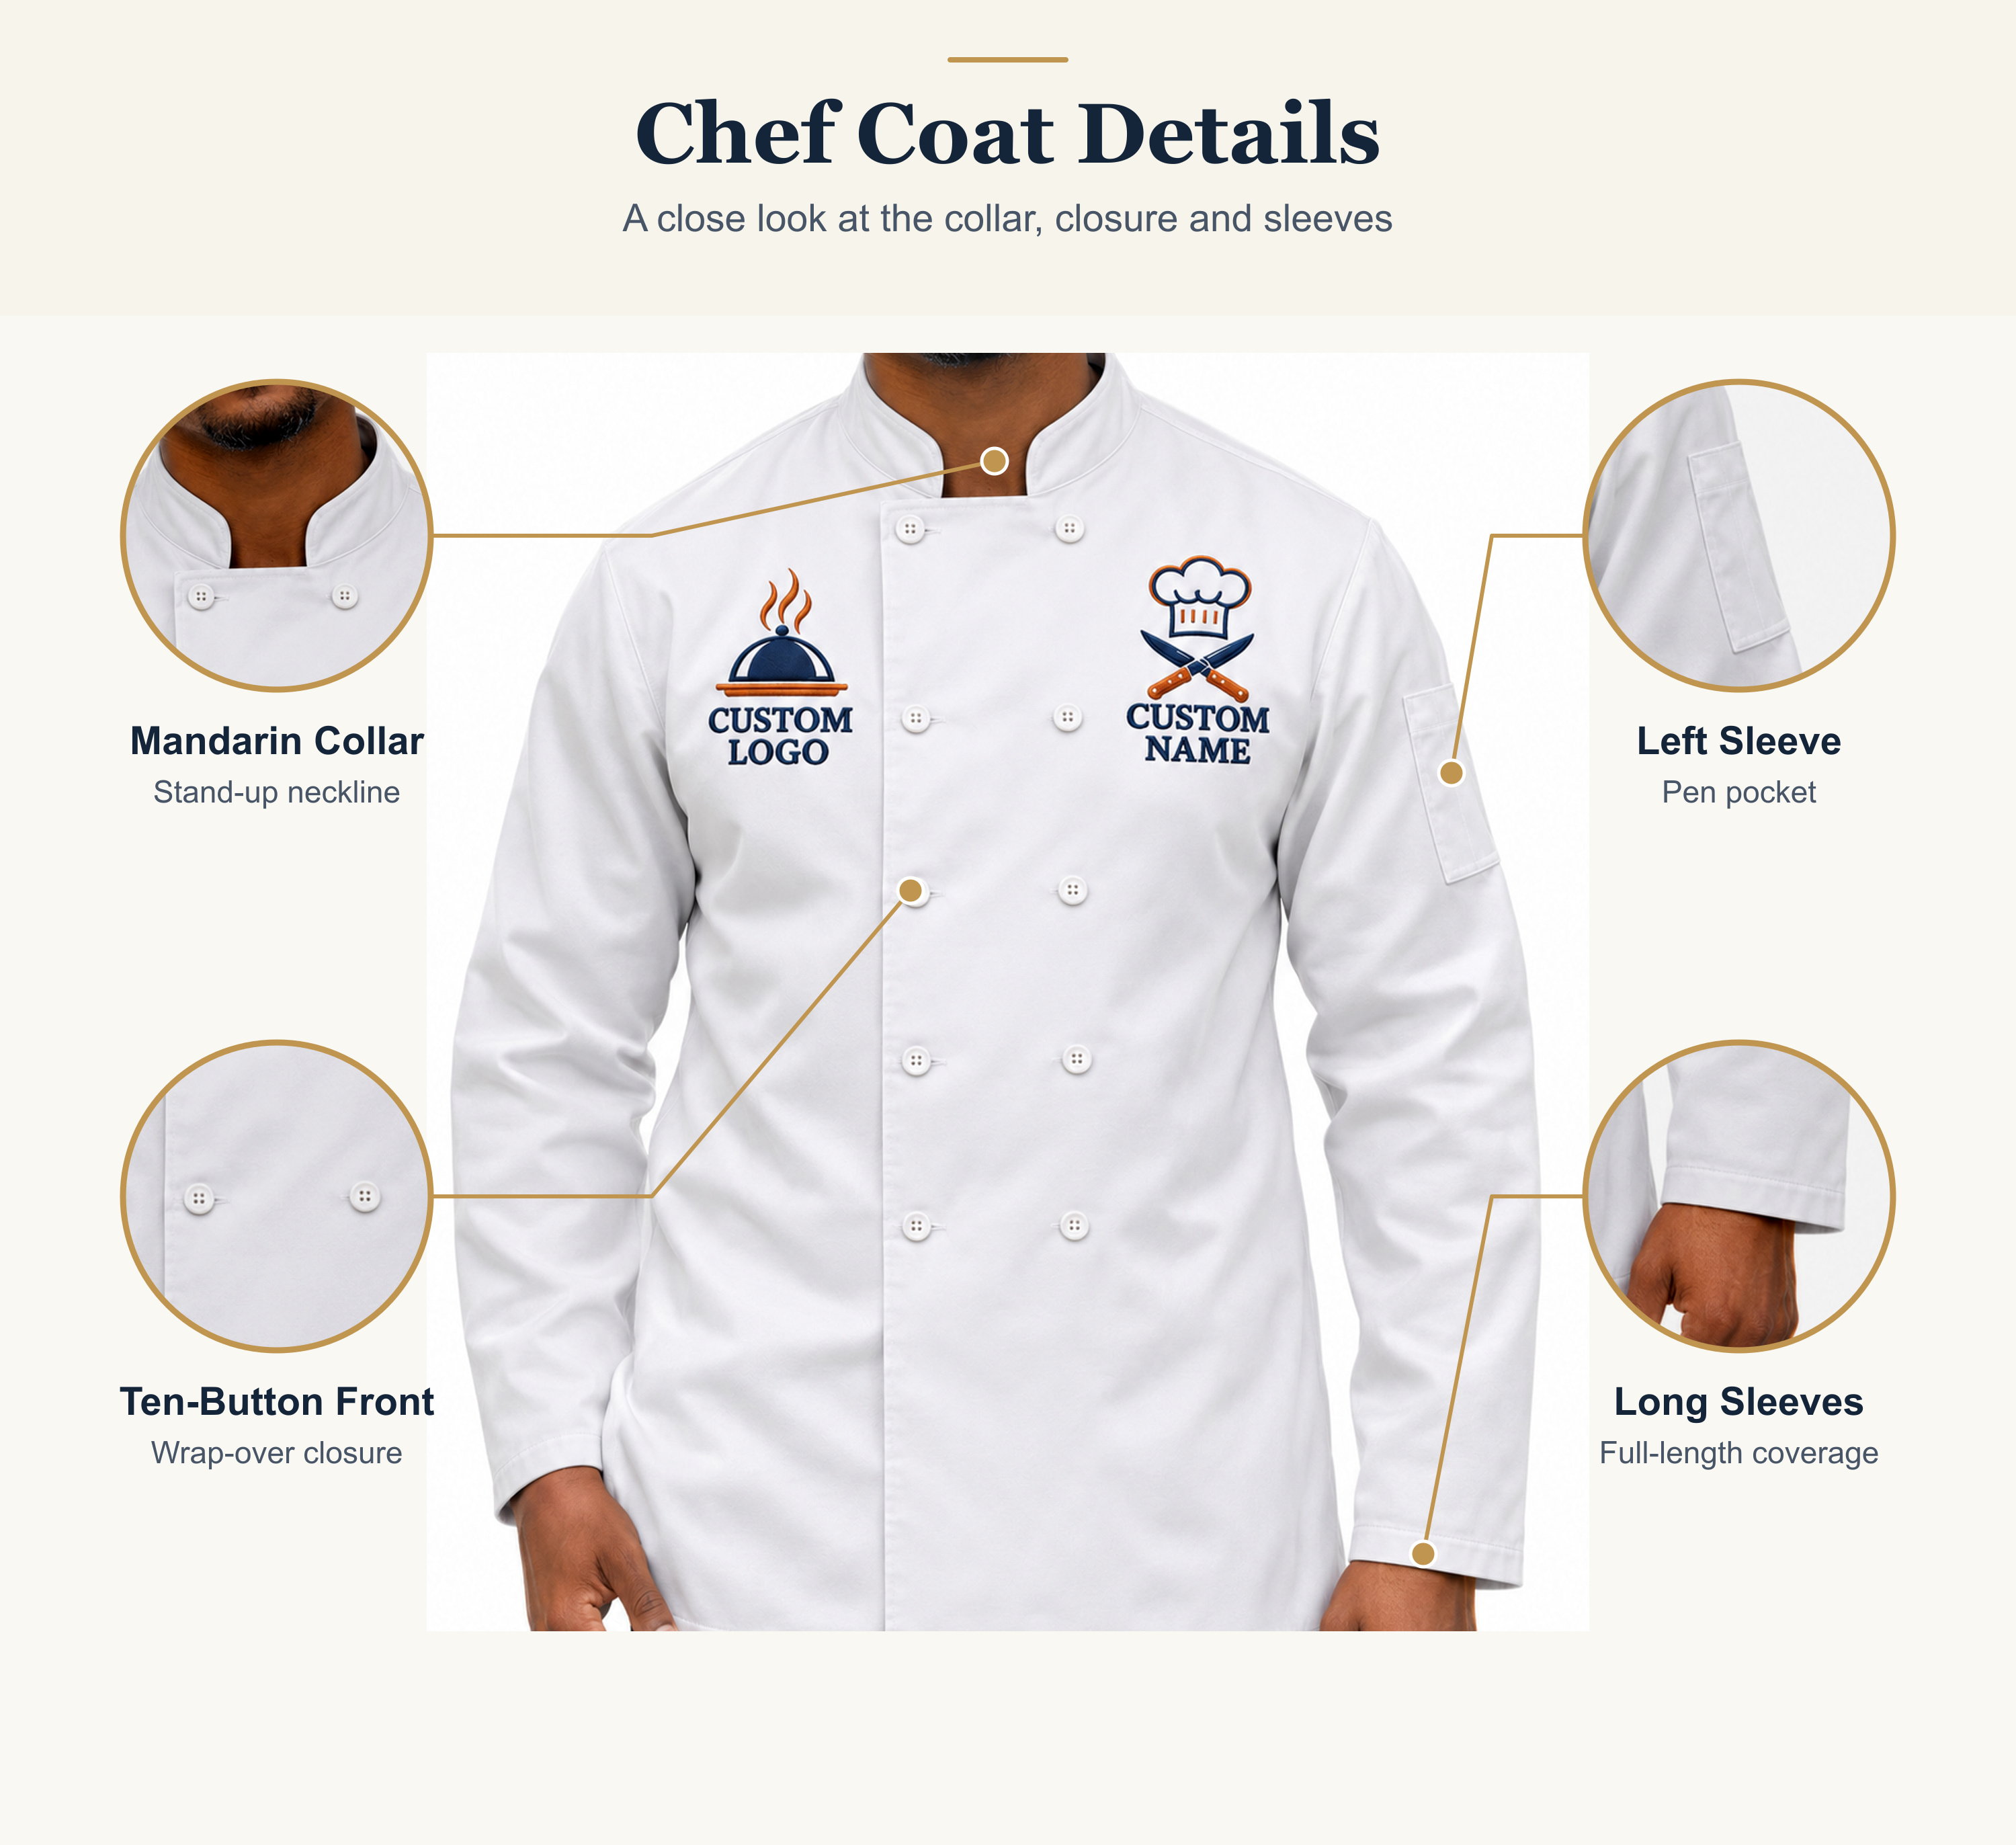 Chef Coat Details
A close look at the collar, closure and sleeves
CUSTOM
LOGO
CUSTOM
NAME
Mandarin Collar
Stand-up neckline
Left Sleeve
Pen pocket
Ten-Button Front
Wrap-over closure
Long Sleeves
Full-length coverage